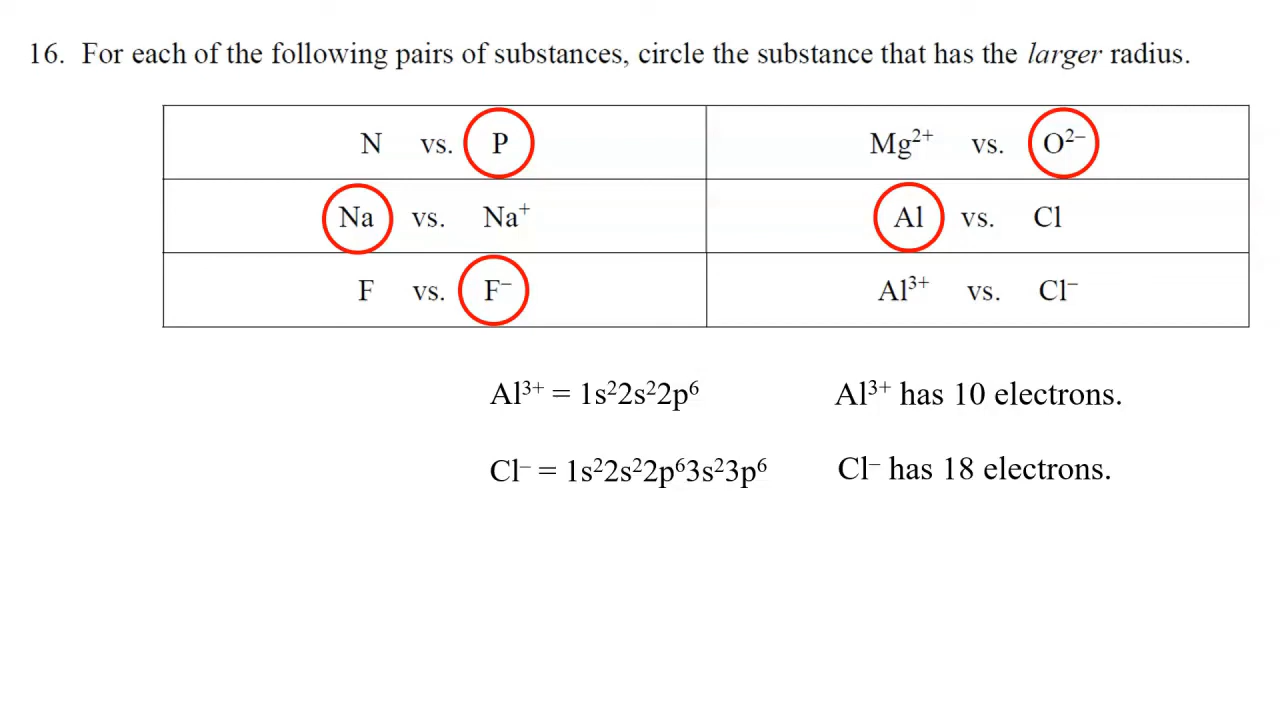 16. For each of the following pairs of substances, circle the substance that has the larger radius.
N vs. P
Mg²⁺ vs. O²⁻
Na vs. Na⁺
Al vs. Cl
F vs. F⁻
Al³⁺ vs. Cl⁻
Al³⁺ = 1s²2s²2p⁶
Al³⁺ has 10 electrons.
Cl⁻ = 1s²2s²2p⁶3s²3p⁶
Cl⁻ has 18 electrons.